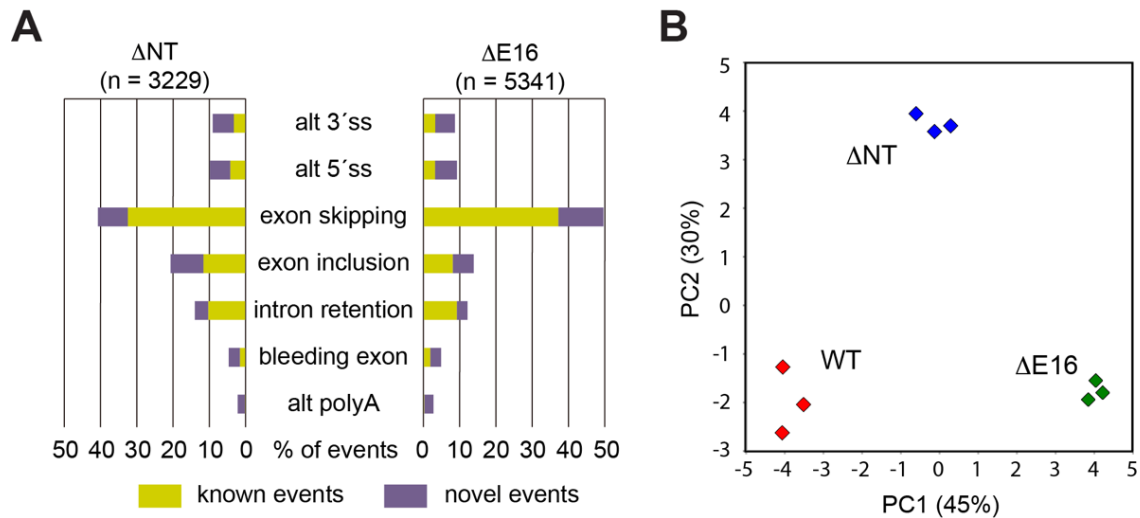 A
ΔNT
(n = 3229)
ΔE16
(n = 5341)
alt 3´ss
alt 5´ss
exon skipping
exon inclusion
intron retention
bleeding exon
alt polyA
50 40 30 20 10 0 % of events 0 10 20 30 40 50
known events novel events
B
5
4
3
2
1
0
-1
-2
-3
PC2 (30%)
ΔNT
WT
ΔE16
-5 -4 -3 -2 -1 0 1 2 3 4 5
PC1 (45%)